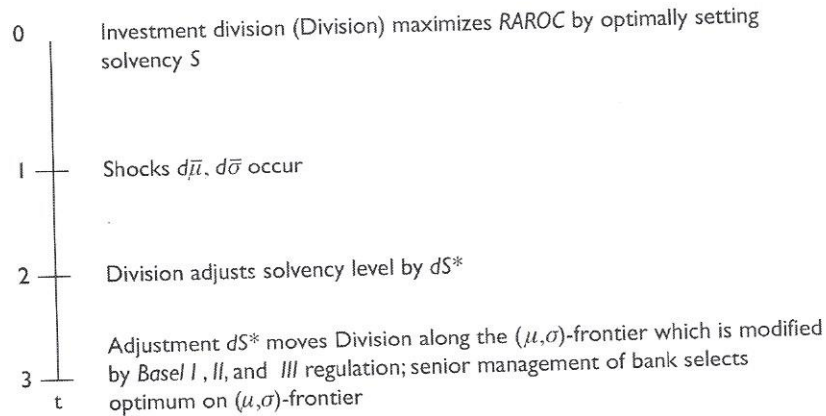 0 Investment division (Division) maximizes RAROC by optimally setting
solvency S
1 Shocks dμ̅, dσ̅ occur
2 Division adjusts solvency level by dS*
Adjustment dS* moves Division along the (μ,σ)-frontier which is modified
by Basel I, II, and III regulation; senior management of bank selects
3 optimum on (μ,σ)-frontier
t